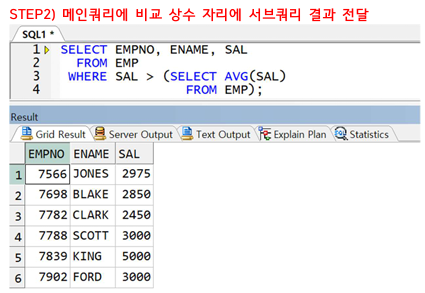 STEP2) 메인쿼리에 비교 상수 자리에 서브쿼리 결과 전달
SQL1 *
1 SELECT EMPNO, ENAME, SAL
2 FROM EMP
3 WHERE SAL > (SELECT AVG(SAL)
4 FROM EMP);
Result
Grid Result Server Output Text Output Explain Plan Statistics
EMPNO ENAME SAL
1 7566 JONES 2975
2 7698 BLAKE 2850
3 7782 CLARK 2450
4 7788 SCOTT 3000
5 7839 KING 5000
6 7902 FORD 3000